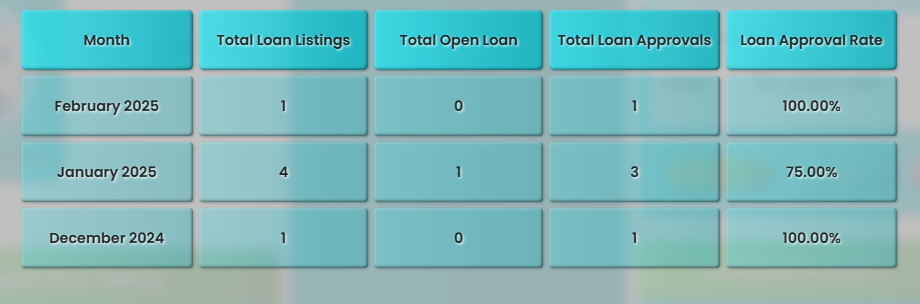 Month Total Loan Listings Total Open Loan Total Loan Approvals Loan Approval Rate
February 2025 1 0 1 100.00%
January 2025 4 1 3 75.00%
December 2024 1 0 1 100.00%